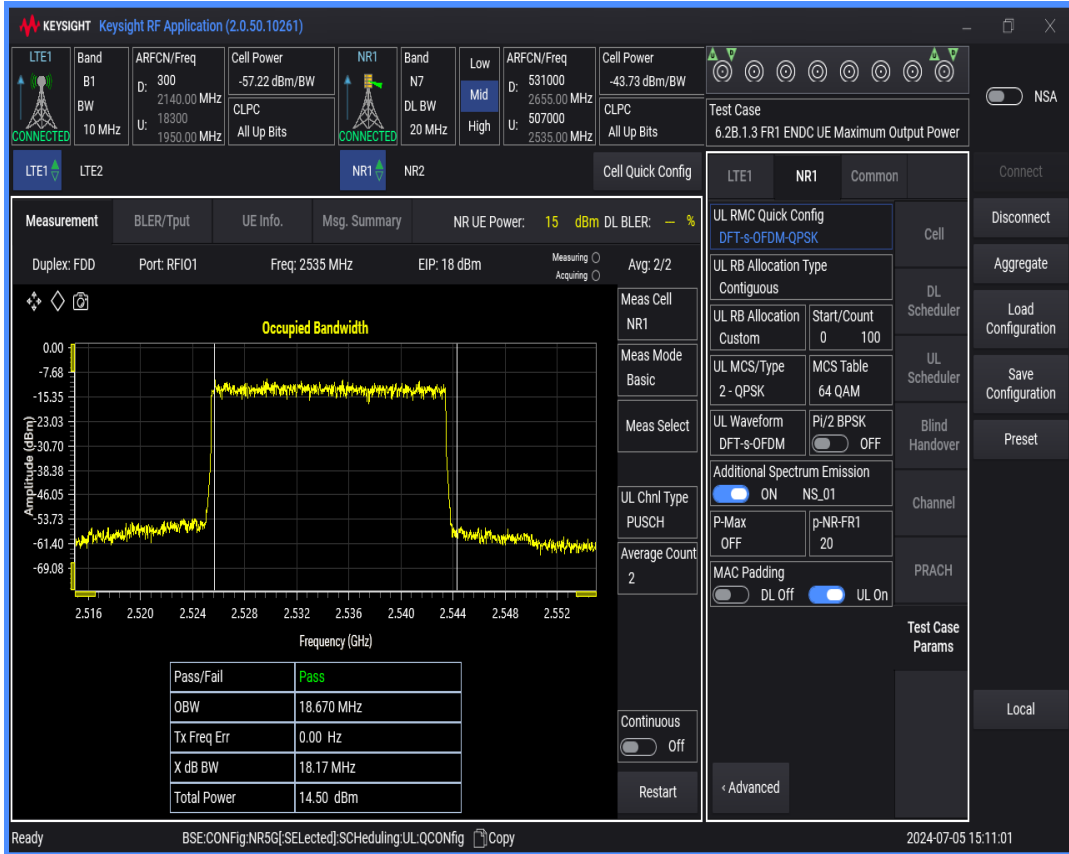 KEYSIGHT Keysight RF Application (2.0.50.10261)
LTE1 Band ARFCN/Freq Cell Power NR1 Band Low ARFCN/Freq Cell Power
B1 D: 300 -57.22 dBm/BW N7 D: 531000 -43.73 dBm/BW
BW 2140.00 MHz CLPC DL BW Mid 2655.00 MHz CLPC
CONNECTED 10 MHz U: 18300 All Up Bits CONNECTED 20 MHz High U: 507000 All Up Bits
1950.00 MHz 2535.00 MHz
NSA
Test Case
6.2B.1.3 FR1 ENDC UE Maximum Output Power
LTE1 LTE2 NR1 NR2 Cell Quick Config
LTE1 NR1 Common
Connect
Disconnect
Aggregate
Load
Configuration
Save
Configuration
Preset
Local
Measurement BLER/Tput UE Info. Msg. Summary NR UE Power: 15 dBm DL BLER: --- %
Duplex: FDD Port: RFIO1 Freq: 2535 MHz EIP: 18 dBm Measuring Acquiring Avg: 2/2
Occupied Bandwidth
Amplitude (dBm)
0.00
-7.68
-15.35
-23.03
-30.70
-38.38
-46.05
-53.73
-61.40
-69.08
2.516 2.520 2.524 2.528 2.532 2.536 2.540 2.544 2.548 2.552
Frequency (GHz)
Pass/Fail Pass
OBW 18.670 MHz
Tx Freq Err 0.00 Hz
X dB BW 18.17 MHz
Total Power 14.50 dBm
Meas Cell
NR1
Meas Mode
Basic
Meas Select
UL Chnl Type
PUSCH
Average Count
2
Continuous
Off
Restart
UL RMC Quick Config
DFT-s-OFDM-QPSK
UL RB Allocation Type
Contiguous
UL RB Allocation Start/Count
Custom 0 100
UL MCS/Type MCS Table
2 - QPSK 64 QAM
UL Waveform Pi/2 BPSK
DFT-s-OFDM OFF
Additional Spectrum Emission
ON NS_01
P-Max p-NR-FR1
OFF 20
MAC Padding
DL Off UL On
‹ Advanced
Cell
DL
Scheduler
UL
Scheduler
Blind
Handover
Channel
PRACH
Test Case
Params
Ready BSE:CONFig:NR5G[:SELected]:SCHeduling:UL:QCONfig Copy 2024-07-05 15:11:01